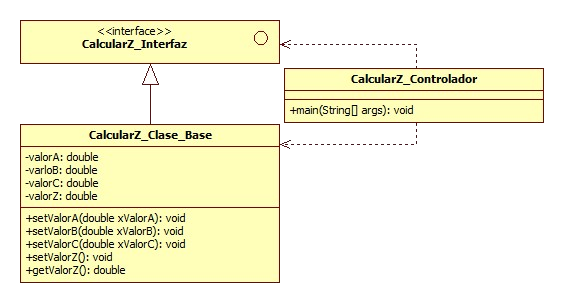 <<interface>>
CalcularZ_Interfaz
CalcularZ_Controlador
+main(String[] args): void
CalcularZ_Clase_Base
-valorA: double
-varloB: double
-valorC: double
-valorZ: double
+setValorA(double xValorA): void
+setValorB(double xValorB): void
+setValorC(double xValorC): void
+setValorZ(): void
+getValorZ(): double